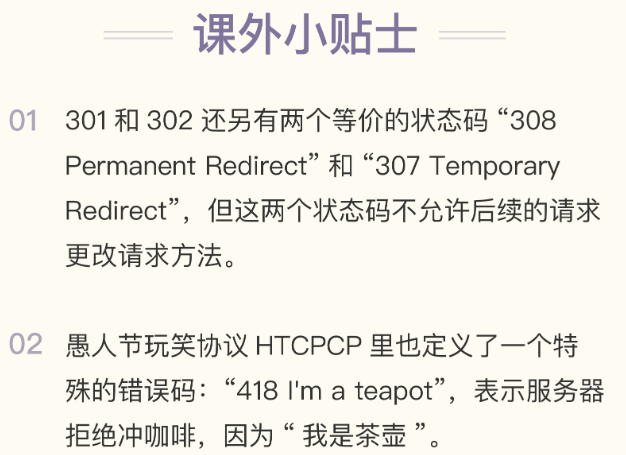 课外小贴士
01 301 和 302 还另有两个等价的状态码 “308
Permanent Redirect” 和 “307 Temporary
Redirect”，但这两个状态码不允许后续的请求
更改请求方法。
02 愚人节玩笑协议 HTCPCP 里也定义了一个特
殊的错误码：“418 I'm a teapot”，表示服务器
拒绝冲咖啡，因为 “ 我是茶壶 ”。